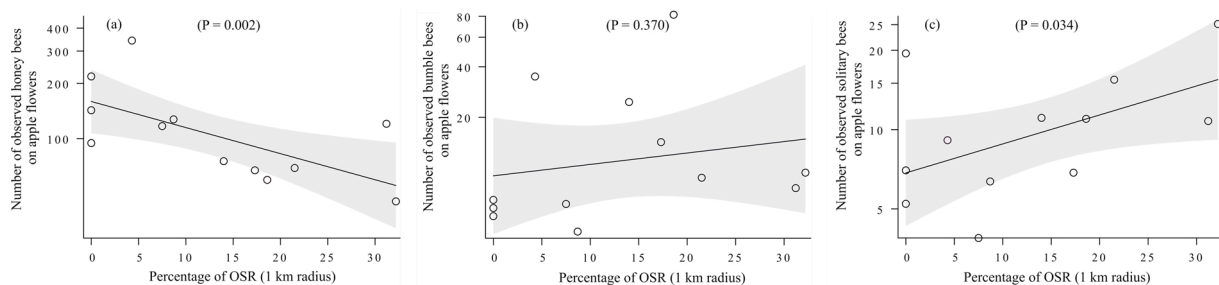 (a)
(P = 0.002)
Number of observed honey bees
on apple flowers
400
300
200
100
0 5 10 15 20 25 30
Percentage of OSR (1 km radius)
(b)
(P = 0.370)
Number of observed bumble bees
on apple flowers
80
60
40
20
0 5 10 15 20 25 30
Percentage of OSR (1 km radius)
(c)
(P = 0.034)
Number of observed solitary bees
on apple flowers
25
20
15
10
5
0 5 10 15 20 25 30
Percentage of OSR (1 km radius)